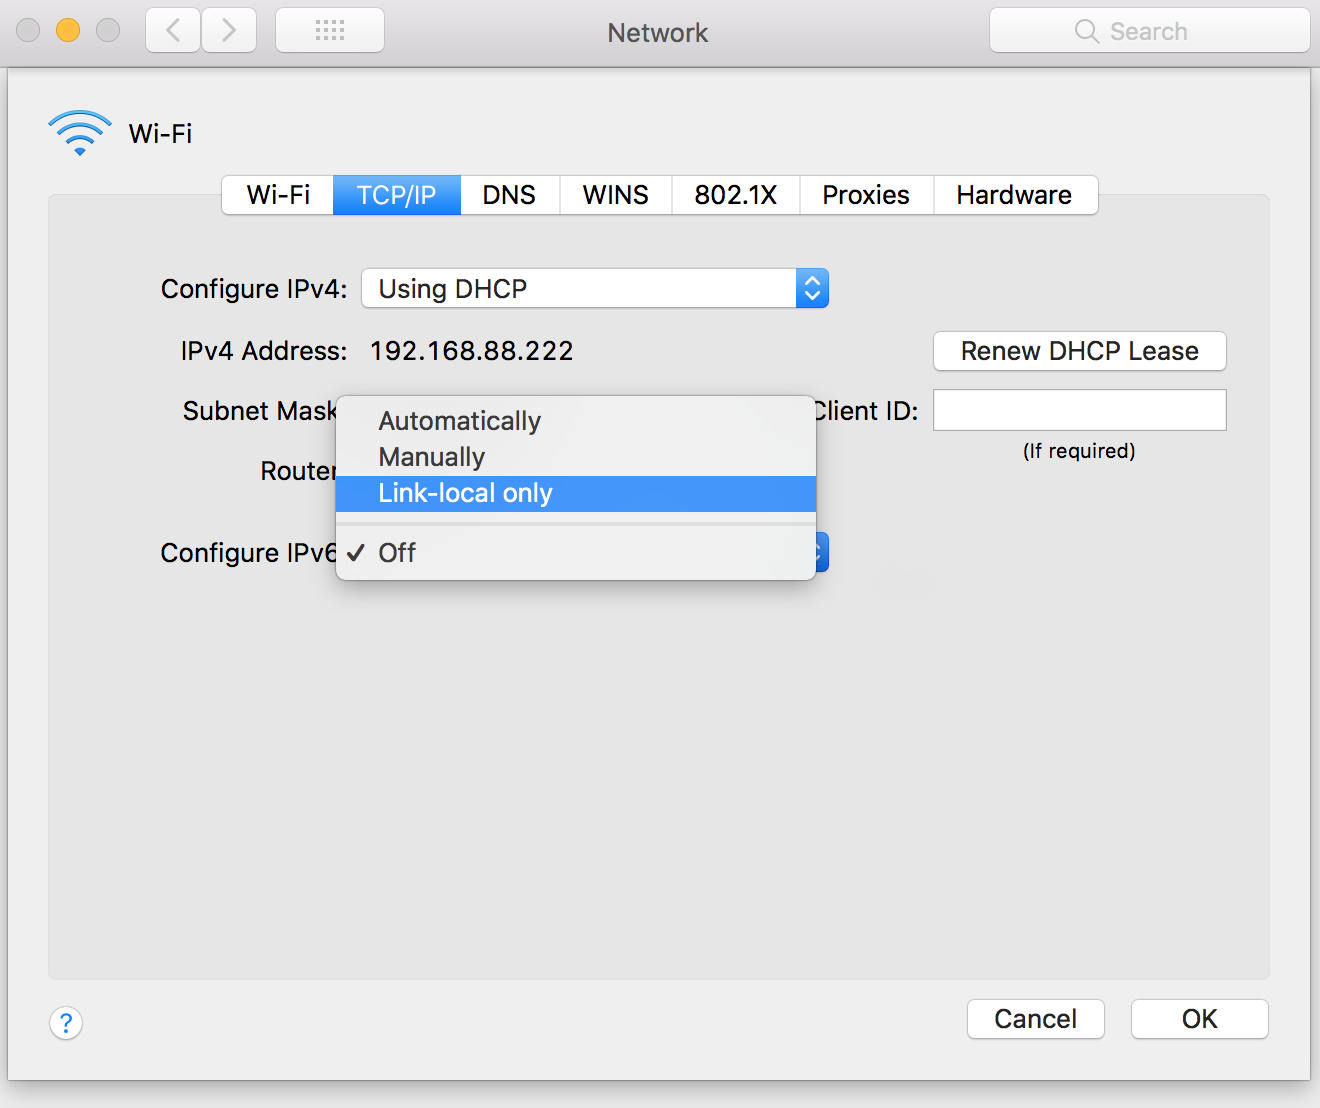 Network
Search
Wi-Fi
Wi-Fi TCP/IP DNS WINS 802.1X Proxies Hardware
Configure IPv4: Using DHCP
IPv4 Address: 192.168.88.222 Renew DHCP Lease
Subnet Mask Client ID:
(If required)
Router
Automatically
Manually
Link-local only
Configure IPv6 ✓ Off
? Cancel OK